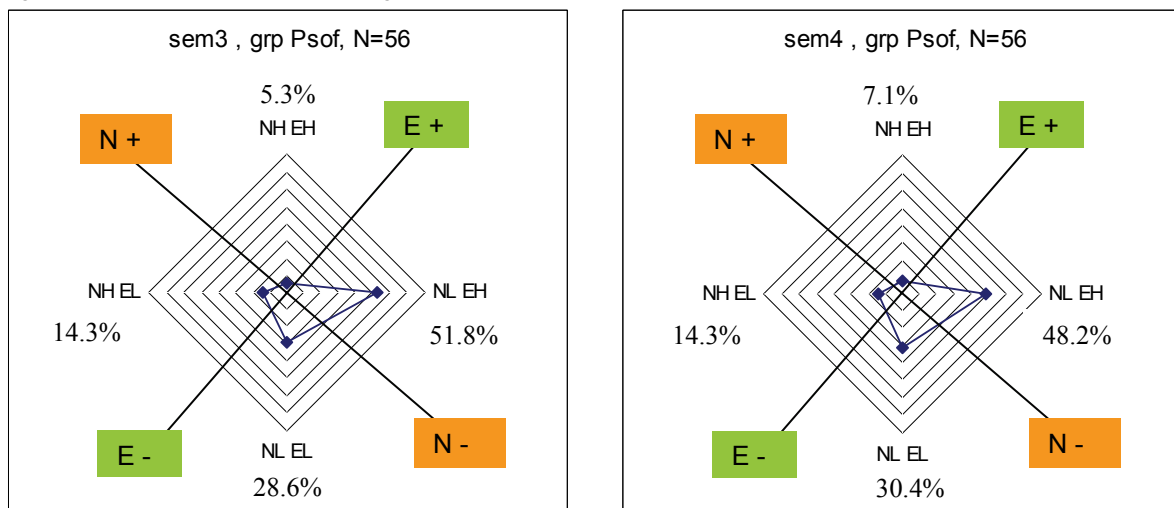 sem3 , grp Psof, N=56
5.3%
NH EH
N +
E +
NH EL
14.3%
NL EH
51.8%
E -
N -
NL EL
28.6%
sem4 , grp Psof, N=56
7.1%
NH EH
N +
E +
NH EL
14.3%
NL EH
48.2%
E -
N -
NL EL
30.4%